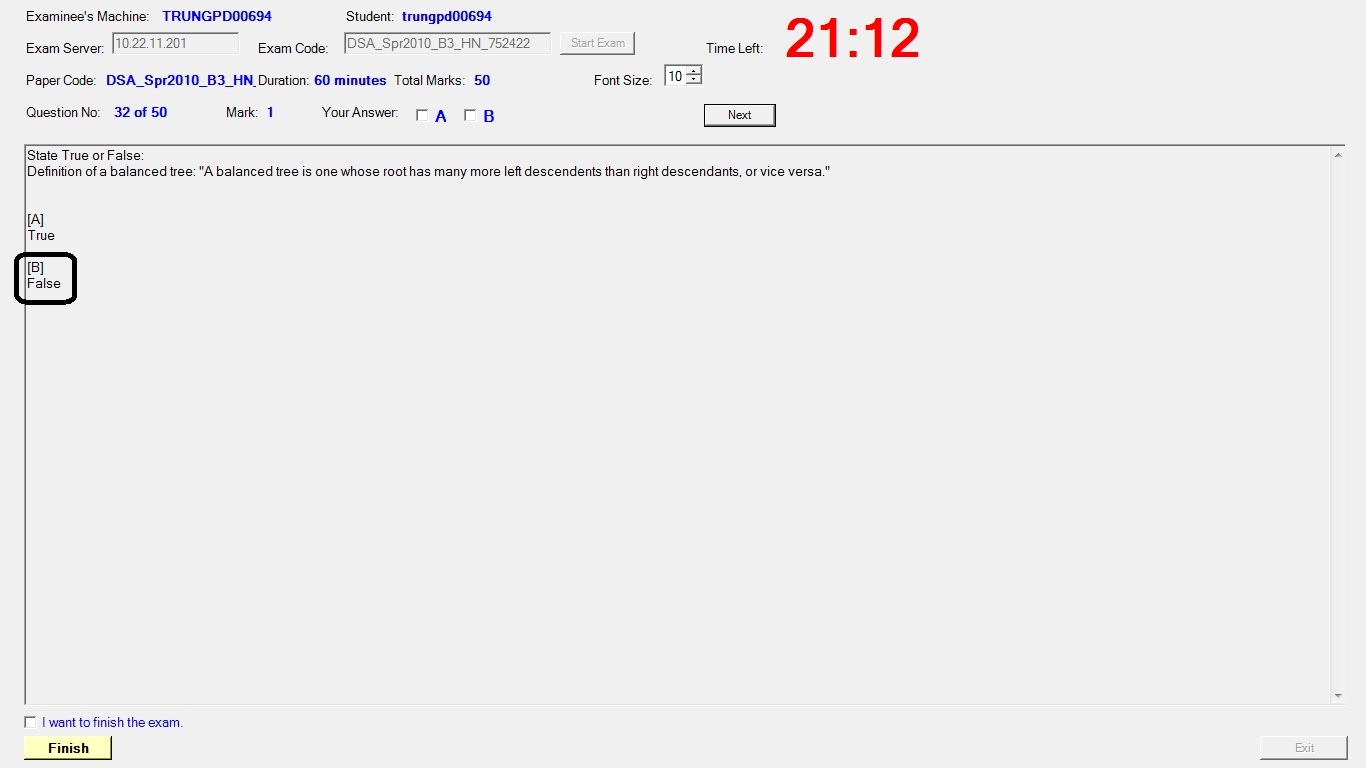 Examinee's Machine: TRUNGPD00694 Student: trungpd00694
Exam Server: 10.22.11.201 Exam Code: DSA_Spr2010_B3_HN_752422 Start Exam Time Left: 21:12
Paper Code: DSA_Spr2010_B3_HN_ Duration: 60 minutes Total Marks: 50 Font Size: 10
Question No: 32 of 50 Mark: 1 Your Answer: A B Next
State True or False:
Definition of a balanced tree: "A balanced tree is one whose root has many more left descendents than right descendants, or vice versa."
[A]
True
[B]
False
I want to finish the exam.
Finish Exit